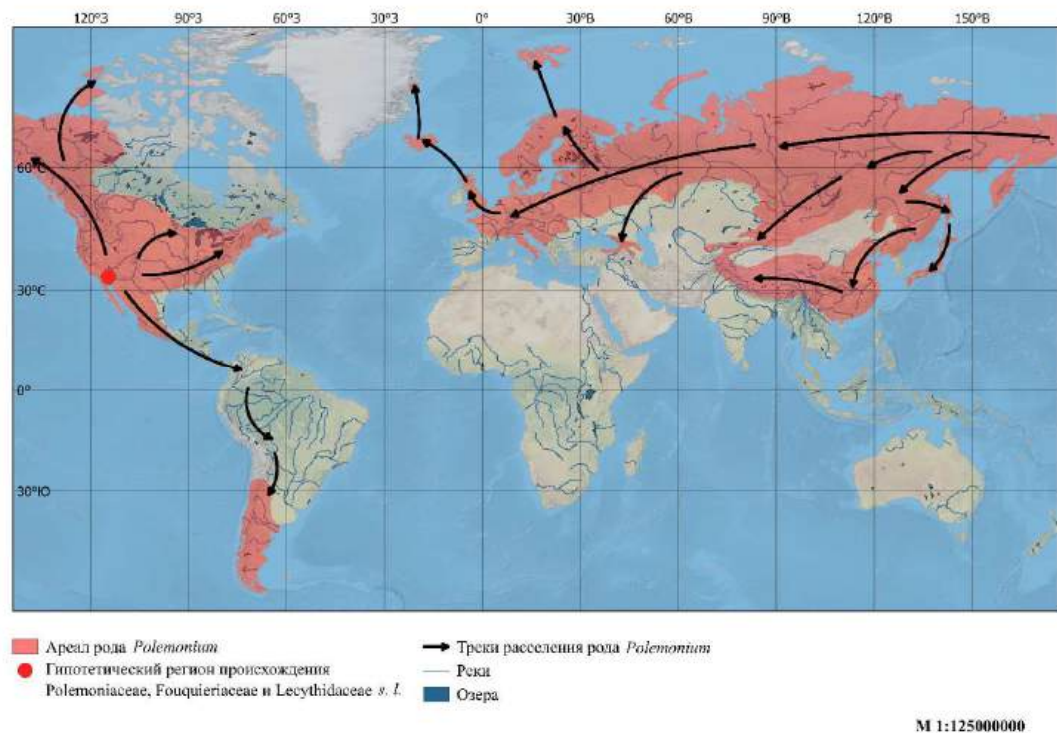 120°З 90°З 60°З 30°З 0° 30°В 60°В 90°В 120°В 150°В
60°С
30°С
0°
30°Ю
Ареал рода Polemonium
Гипотетический регион происхождения
Polemoniaceae, Fouquieriaceae и Lecythidaceae s. l.
Треки расселения рода Polemonium
Реки
Озера
М 1:125000000